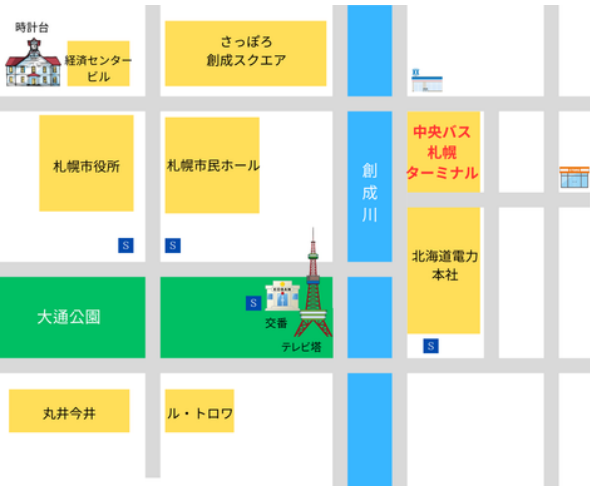 時計台
経済センター
ビル
さっぽろ
創成スクエア
札幌市役所
札幌市民ホール
創成川
中央バス
札幌
ターミナル
S
S
北海道電力
本社
大通公園
S
交番
テレビ塔
S
丸井今井
ル・トロワ